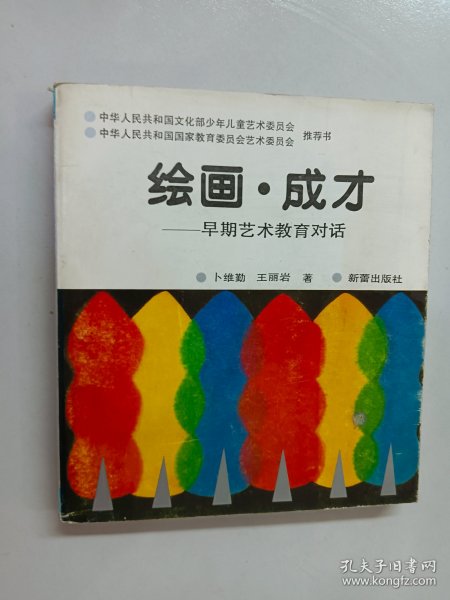 中华人民共和国文化部少年儿童艺术委员会
中华人民共和国国家教育委员会艺术委员会 推荐书
绘画·成才
——早期艺术教育对话
卜维勤 王丽岩 著 新蕾出版社
孔夫子旧书网
www.kongfz.com